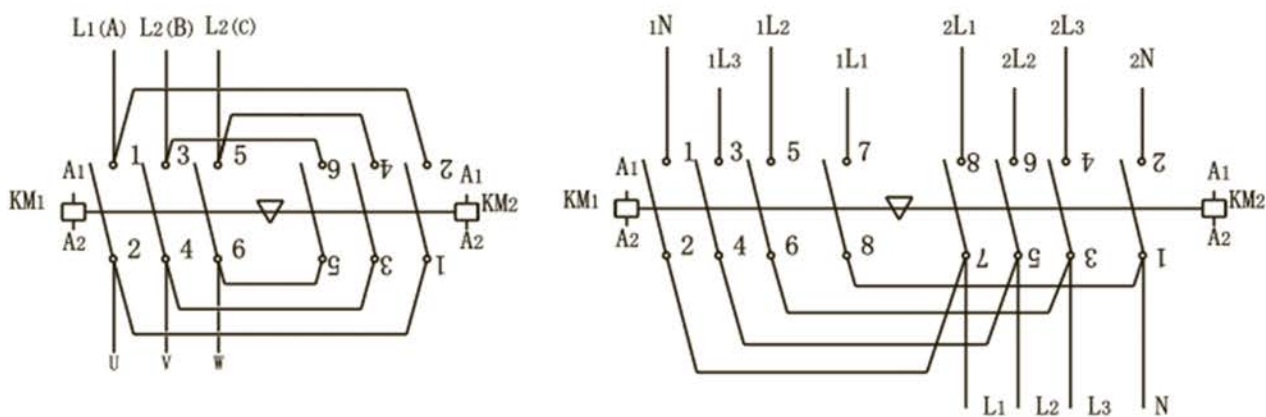 L1(A) L2(B) L2(C)
1 3 5 6 4 2
A1 A1
KM1 KM2
A2 A2
2 4 6 5 3 1
U V W
1N 1L2 2L1 2L3
1L3 1L1 2L2 2N
1 3 5 7 8 6 4 2
A1 A1
KM1 KM2
A2 A2
2 4 6 8 7 5 3 1
L1 L2 L3 N